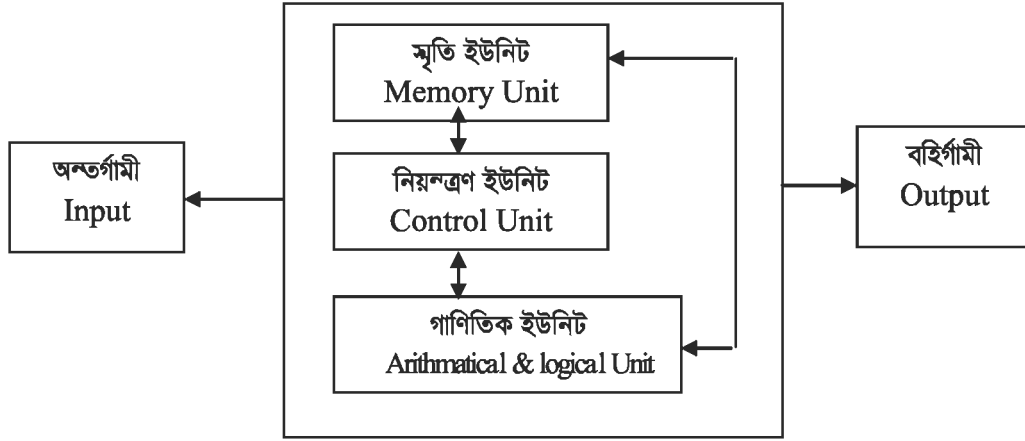 স্মৃতি ইউনিট
Memory Unit
অন্তর্গামী
Input
নিয়ন্ত্রণ ইউনিট
Control Unit
বহির্গামী
Output
গাণিতিক ইউনিট
Arithmatical & logical Unit